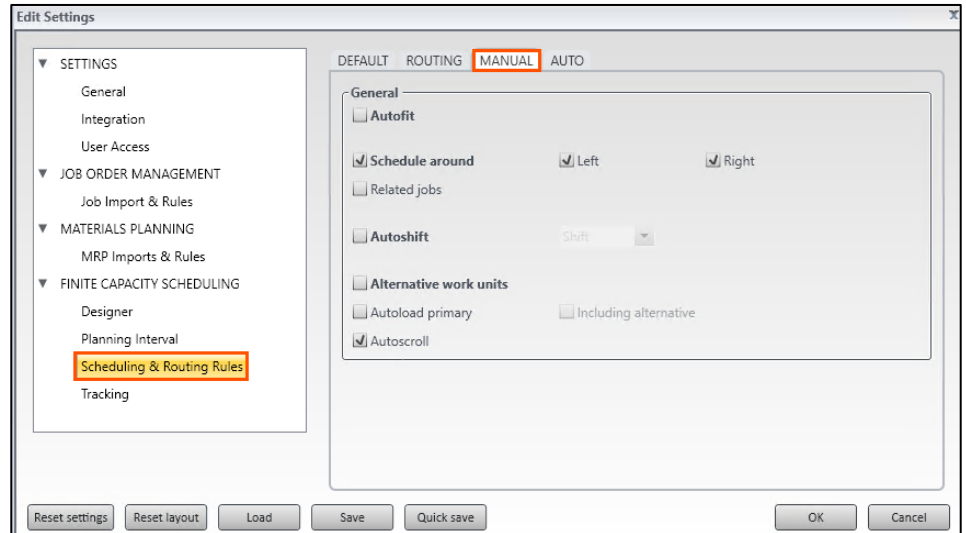 Edit Settings
x
SETTINGS
General
Integration
User Access
JOB ORDER MANAGEMENT
Job Import & Rules
MATERIALS PLANNING
MRP Imports & Rules
FINITE CAPACITY SCHEDULING
Designer
Planning Interval
Scheduling & Routing Rules
Tracking
DEFAULT ROUTING MANUAL AUTO
General
Autofit
Schedule around Left Right
Related jobs
Autoshift Shift
Alternative work units
Autoload primary Including alternative
Autoscroll
Reset settings Reset layout Load Save Quick save OK Cancel